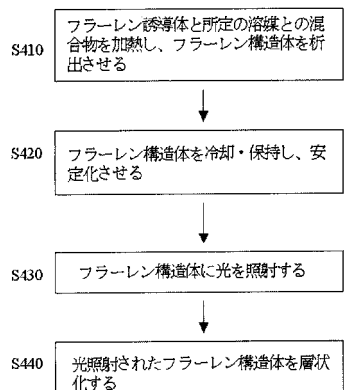 S410
フラーレン誘導体と所定の溶媒との混
合物を加熱し、フラーレン構造体を析
出させる
S420
フラーレン構造体を冷却・保持し、安
定化させる
S430
フラーレン構造体に光を照射する
S440
光照射されたフラーレン構造体を層状
化する